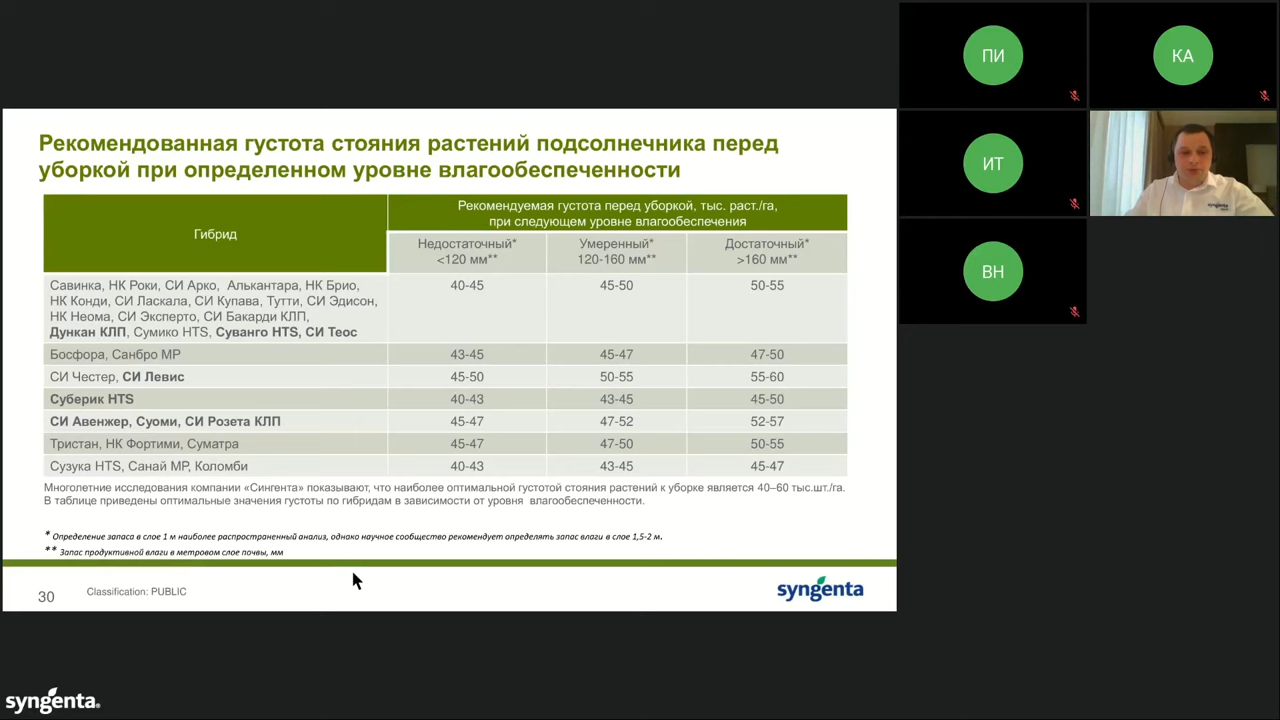 Рекомендованная густота стояния растений подсолнечника перед
уборкой при определенном уровне влагообеспеченности
Гибрид
Рекомендуемая густота перед уборкой, тыс. раст./га,
при следующем уровне влагообеспечения
Недостаточный*
<120 мм**
Умеренный*
120-160 мм**
Достаточный*
>160 мм**
Савинка, НК Роки, СИ Арко, Алькантара, НК Брио,
НК Конди, СИ Ласкала, СИ Купава, Тутти, СИ Эдисон,
НК Неома, СИ Эксперто, СИ Бакарди КЛП,
Дункан КЛП, Сумико HTS, Суванго HTS, СИ Теос
40-45
45-50
50-55
Босфора, Санбро МР
43-45
45-47
47-50
СИ Честер, СИ Левис
45-50
50-55
55-60
Суберик HTS
40-43
43-45
45-50
СИ Авенжер, Суоми, СИ Розета КЛП
45-47
47-52
52-57
Тристан, НК Фортими, Суматра
45-47
47-50
50-55
Сузука HTS, Санай МР, Коломби
40-43
43-45
45-47
Многолетние исследования компании «Сингента» показывают, что наиболее оптимальной густотой стояния растений к уборке является 40–60 тыс.шт./га.
В таблице приведены оптимальные значения густоты по гибридам в зависимости от уровня влагообеспеченности.
* Определение запаса в слое 1 м наиболее распространенный анализ, однако научное сообщество рекомендует определять запас влаги в слое 1,5-2 м.
** Запас продуктивной влаги в метровом слое почвы, мм
30
Classification: PUBLIC
syngenta
ПИ
КА
ИТ
syngenta
ВН
syngenta.